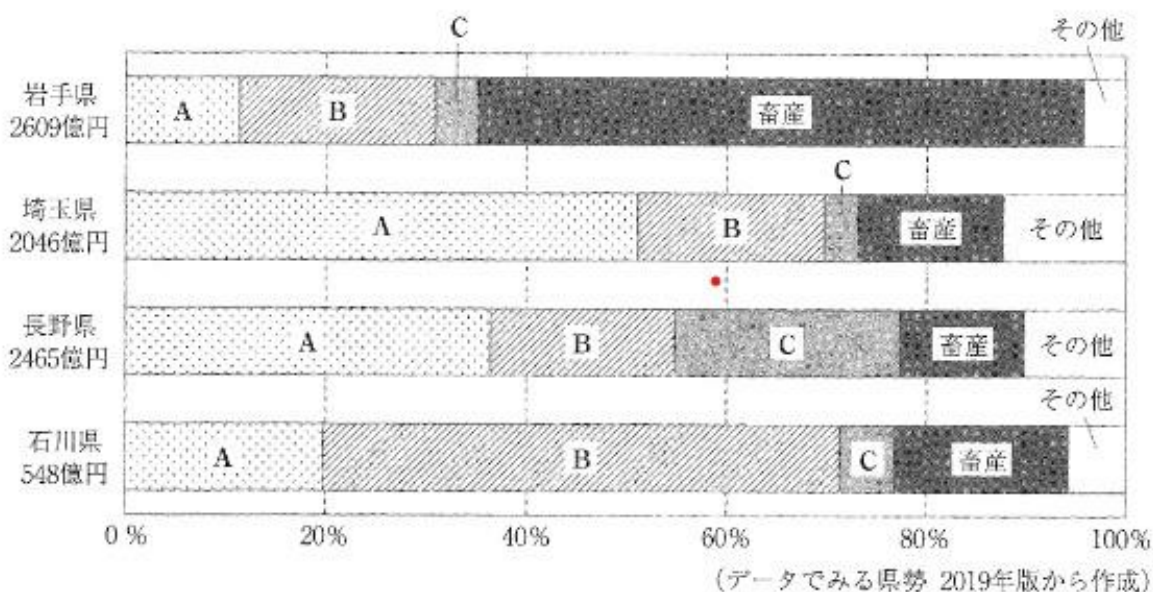 C
その他
岩手県
2609億円
A
B
畜産
C
埼玉県
2046億円
A
B
畜産
その他
長野県
2465億円
A
B
C
畜産
その他
その他
石川県
548億円
A
B
C
畜産
0%
20%
40%
60%
80%
100%
(データでみる県勢 2019年版から作成)